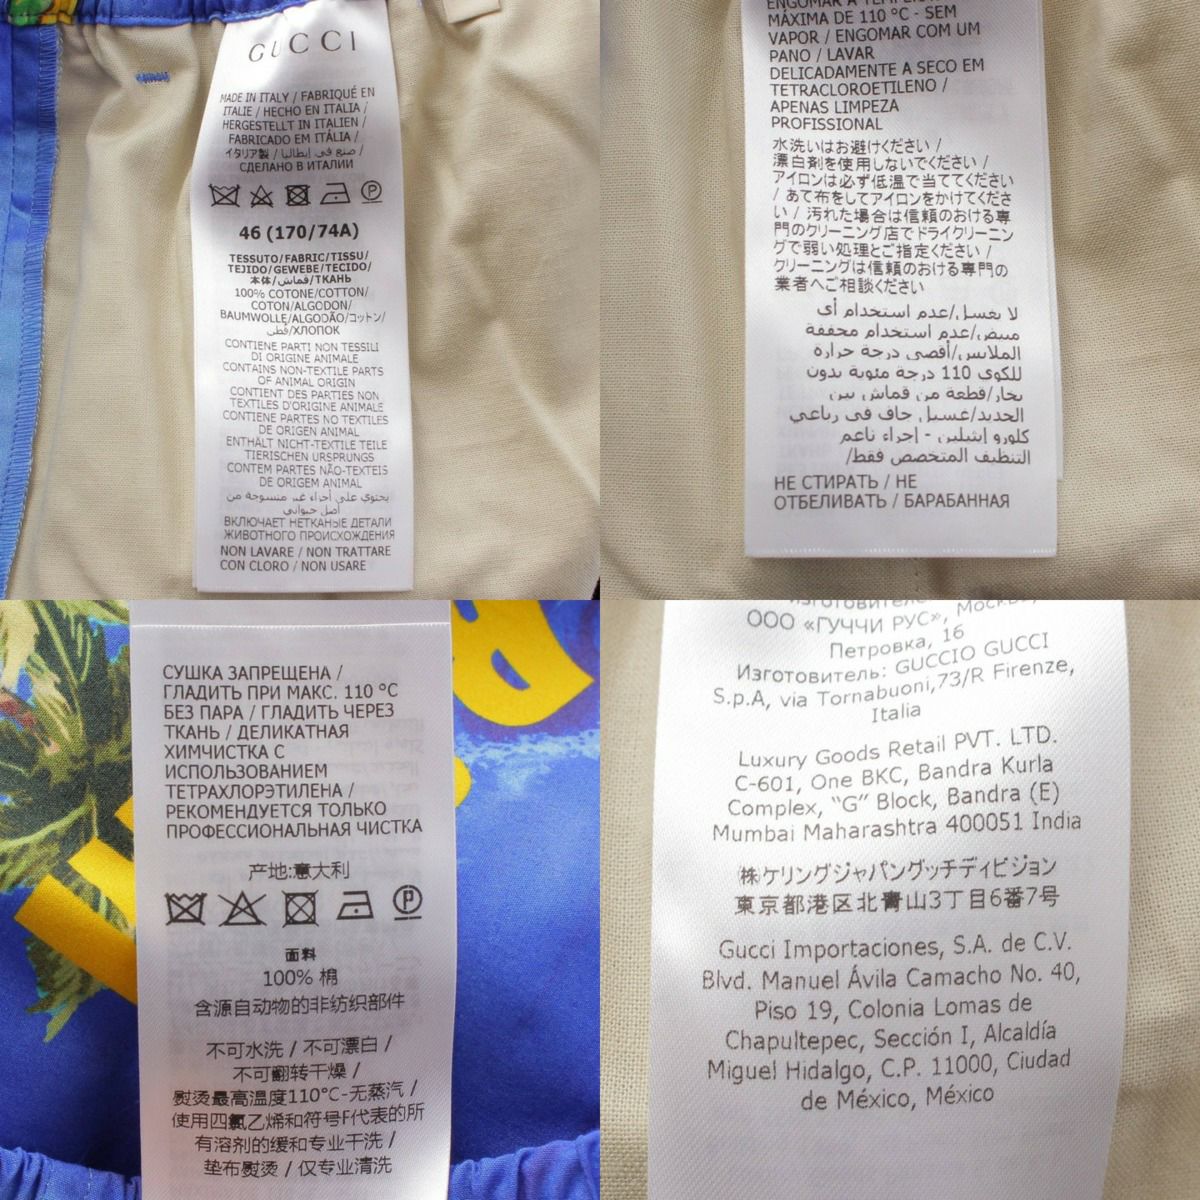 GUCCI
MADE IN ITALY / FABRIQUÉ EN
ITALIE / HECHO EN ITALIA /
HERGESTELLT IN ITALIEN /
FABRICADO EM ITÁLIA /
イタリア製 / صنع في إيطاليا /
СДЕЛАНО В ИТАЛИИ
P
46 (170/74A)
TESSUTO/FABRIC/TISSU/
TEJIDO/GEWEBE/TECIDO/
本体/قماش/ТКАНЬ
100% COTONE/COTTON/
COTON/ALGODON/
BAUMWOLLE/ALGODÃO/コットン/
قطن/ХЛОПОК
CONTIENE PARTI NON TESSILI
DI ORIGINE ANIMALE
CONTAINS NON-TEXTILE PARTS
OF ANIMAL ORIGIN
CONTIENT DES PARTIES NON
TEXTILES D'ORIGINE ANIMALE
CONTIENE PARTES NO TEXTILES
DE ORIGEN ANIMAL
ENTHÄLT NICHT-TEXTILE TEILE
TIERISCHEN URSPRUNGS
CONTEM PARTES NÃO-TEXTEIS
DE ORIGEM ANIMAL
يحتوي على أجزاء غير منسوجة من
أصل حيواني
ВКЛЮЧАЕТ НЕТКАНЫЕ ДЕТАЛИ
ЖИВОТНОГО ПРОИСХОЖДЕНИЯ
NON LAVARE / NON TRATTARE
CON CLORO / NON USARE
ENGOMAR A
MÁXIMA DE 110 °C - SEM
VAPOR / ENGOMAR COM UM
PANO / LAVAR
DELICADAMENTE A SECO EM
TETRACLOROETILENO /
APENAS LIMPEZA
PROFISSIONAL
水洗いはお避けください /
漂白剤を使用しないでください /
アイロンは必ず低温で当ててください
/ あて布をしてアイロンをかけてくださ
い / 汚れた場合は信頼のおける専
門のクリーニング店でドライクリーニン
グで弱い処理とご指定ください /
クリーニングは信頼のおける専門の
業者へご相談ください
لا يغسل/عدم استخدام أي
مبيض/عدم استخدام مجففة
الملابس/أقصى درجة حرارة
للكوي 110 درجة مئوية بدون
بخار/قطعة من قماش بين
الحديد/غسيل جاف في رباعي
كلورو إيثيلين - إجراء ناعم
التنظيف المتخصص فقط/
НЕ СТИРАТЬ / НЕ
ОТБЕЛИВАТЬ / БАРАБАННАЯ
СУШКА ЗАПРЕЩЕНА /
ГЛАДИТЬ ПРИ МАКС. 110 °C
БЕЗ ПАРА / ГЛАДИТЬ ЧЕРЕЗ
ТКАНЬ / ДЕЛИКАТНАЯ
ХИМЧИСТКА С
ИСПОЛЬЗОВАНИЕМ
ТЕТРАХЛОРЭТИЛЕНА /
РЕКОМЕНДУЕТСЯ ТОЛЬКО
ПРОФЕССИОНАЛЬНАЯ ЧИСТКА
产地:意大利
P
面料
100% 棉
含源自动物的非纺织部件
不可水洗 / 不可漂白 /
不可翻转干燥 /
熨烫最高温度110°C-无蒸汽 /
使用四氯乙烯和符号F代表的所
有溶剂的缓和专业干洗 /
垫布熨烫 / 仅专业清洗
ООО «ГУЧЧИ РУС», Москва,
Петровка, 16
Изготовитель: GUCCIO GUCCI
S.p.A, via Tornabuoni,73/R Firenze,
Italia
Luxury Goods Retail PVT. LTD.
C-601, One BKC, Bandra Kurla
Complex, "G" Block, Bandra (E)
Mumbai Maharashtra 400051 India
㈱ケリングジャパングッチディビジョン
東京都港区北青山3丁目6番7号
Gucci Importaciones, S.A. de C.V.
Blvd. Manuel Ávila Camacho No. 40,
Piso 19, Colonia Lomas de
Chapultepec, Sección I, Alcaldía
Miguel Hidalgo, C.P. 11000, Ciudad
de México, México